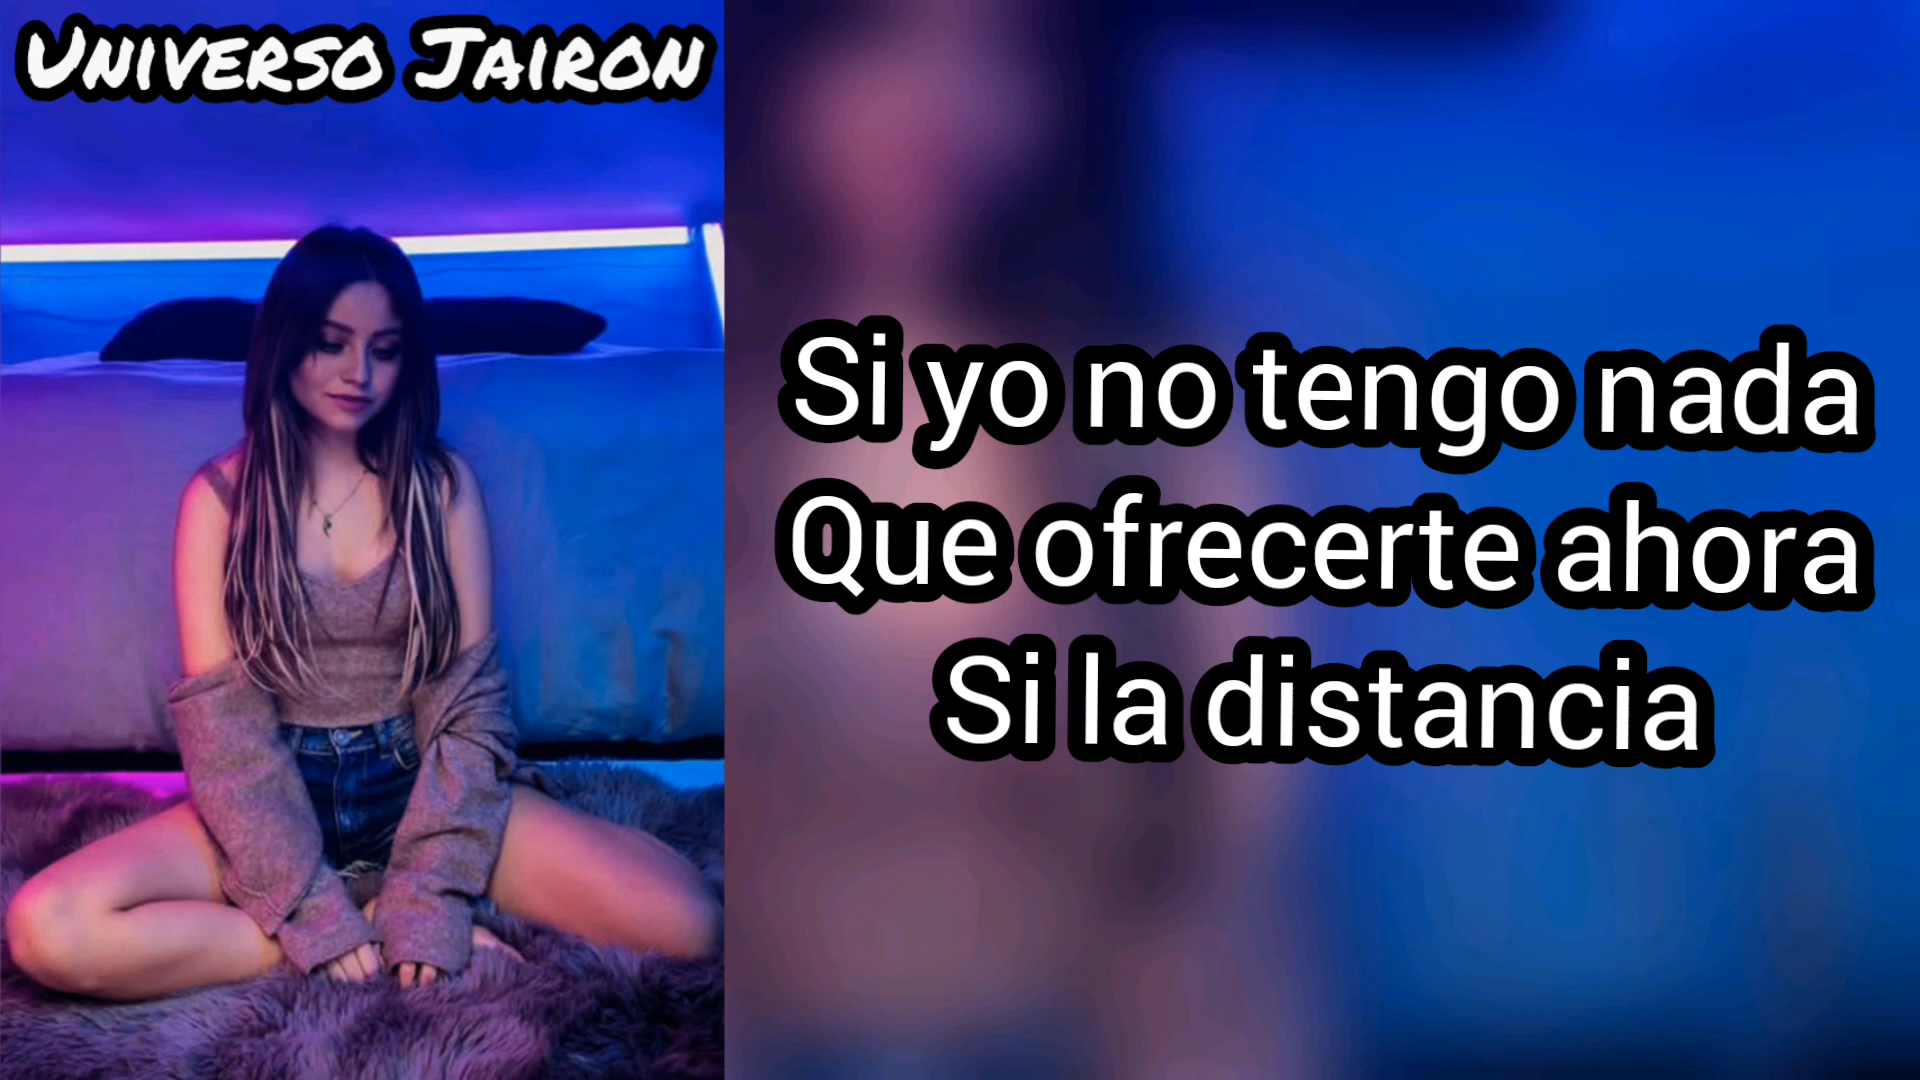 Universo Jairon
Si yo no tengo nada
Que ofrecerte ahora
Si la distancia